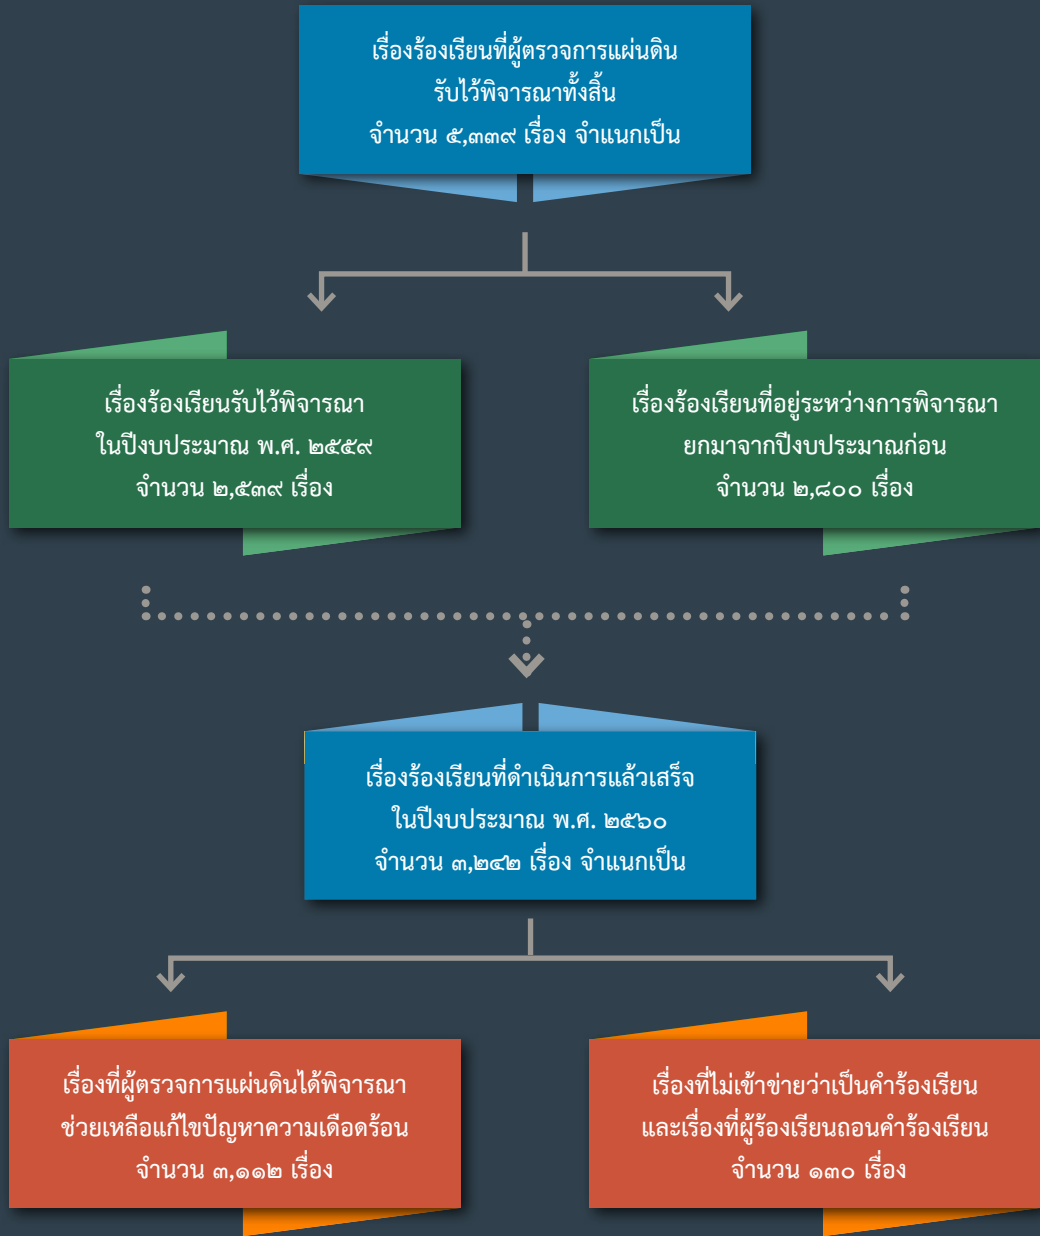 เรื่องร้องเรียนที่ผู้ตรวจการแผ่นดิน
รับไว้พิจารณาทั้งสิ้น
จำนวน ๕,๓๓๙ เรื่อง จำแนกเป็น
เรื่องร้องเรียนรับไว้พิจารณา
ในปีงบประมาณ พ.ศ. ๒๕๕๙
จำนวน ๒,๕๓๙ เรื่อง
เรื่องร้องเรียนที่อยู่ระหว่างการพิจารณา
ยกมาจากปีงบประมาณก่อน
จำนวน ๒,๘๐๐ เรื่อง
เรื่องร้องเรียนที่ดำเนินการแล้วเสร็จ
ในปีงบประมาณ พ.ศ. ๒๕๖๐
จำนวน ๓,๒๔๒ เรื่อง จำแนกเป็น
เรื่องที่ผู้ตรวจการแผ่นดินได้พิจารณา
ช่วยเหลือแก้ไขปัญหาความเดือดร้อน
จำนวน ๓,๑๑๒ เรื่อง
เรื่องที่ไม่เข้าข่ายว่าเป็นคำร้องเรียน
และเรื่องที่ผู้ร้องเรียนถอนคำร้องเรียน
จำนวน ๑๓๐ เรื่อง